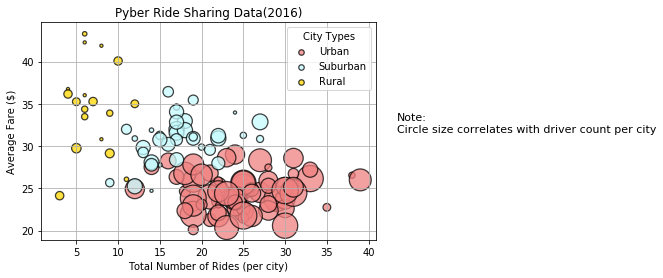 Pyber Ride Sharing Data(2016)
City Types
Urban
Suburban
Rural
Average Fare ($)
40
35
30
25
20
5 10 15 20 25 30 35 40
Total Number of Rides (per city)
Note:
Circle size correlates with driver count per city